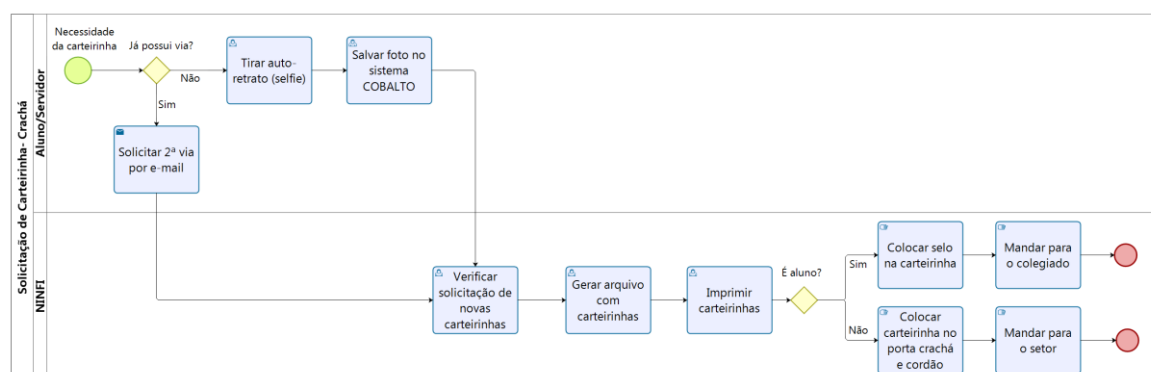 Solicitação de Carteirinha- Crachá
Aluno/Servidor
Necessidade
da carteirinha
Já possui via?
Não
Sim
Tirar auto-
retrato (selfie)
Salvar foto no
sistema
COBALTO
Solicitar 2ª via
por e-mail
NINFI
Verificar
solicitação de
novas
carteirinhas
Gerar arquivo
com
carteirinhas
Imprimir
carteirinhas
É aluno?
Sim
Colocar selo
na carteirinha
Mandar para
o colegiado
Não
Colocar
carteirinha no
porta crachá
e cordão
Mandar para
o setor